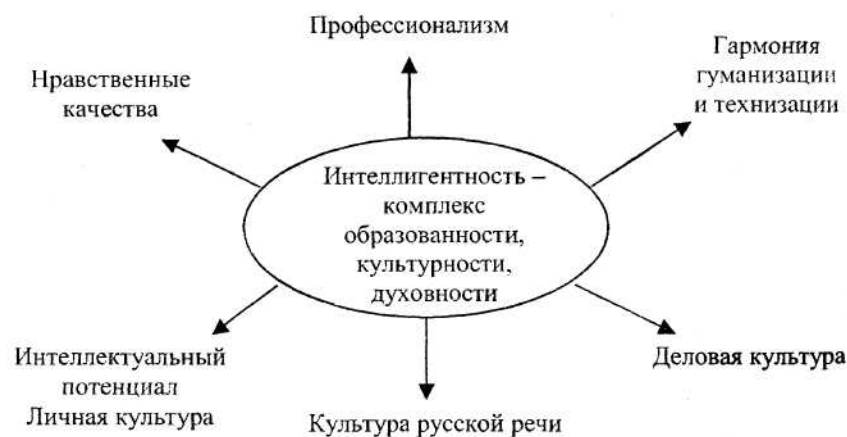 Профессионализм
Гармония
гуманизации
и технизации
Нравственные
качества
Интеллигентность –
комплекс
образованности,
культурности,
духовности
Интеллектуальный
потенциал
Личная культура
Деловая культура
Культура русской речи